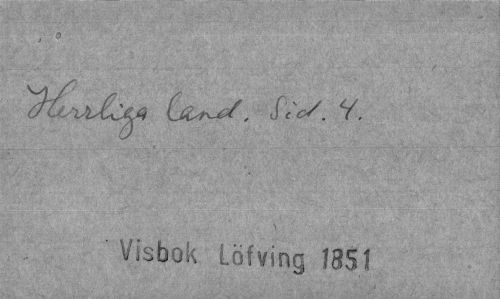 Herrliga land. Sid. 4.
Visbok Löfving 1851